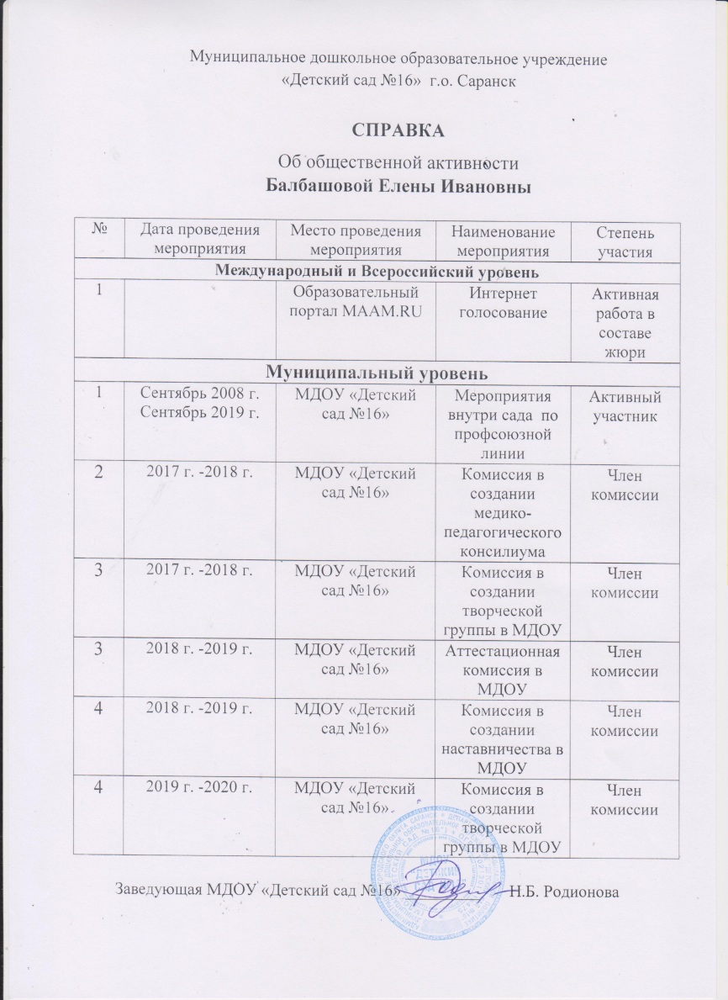 Муниципальное дошкольное образовательное учреждение
«Детский сад №16» г.о. Саранск
СПРАВКА
Об общественной активности
Балбашовой Елены Ивановны
№ Дата проведения мероприятия Место проведения мероприятия Наименование мероприятия Степень участия
Международный и Всероссийский уровень
1 Образовательный портал MAAM.RU Интернет голосование Активная работа в составе жюри
Муниципальный уровень
1 Сентябрь 2008 г. Сентябрь 2019 г. МДОУ «Детский сад №16» Мероприятия внутри сада по профсоюзной линии Активный участник
2 2017 г. -2018 г. МДОУ «Детский сад №16» Комиссия в создании медико-педагогического консилиума Член комиссии
3 2017 г. -2018 г. МДОУ «Детский сад №16» Комиссия в создании творческой группы в МДОУ Член комиссии
3 2018 г. -2019 г. МДОУ «Детский сад №16» Аттестационная комиссия в МДОУ Член комиссии
4 2018 г. -2019 г. МДОУ «Детский сад №16» Комиссия в создании наставничества в МДОУ Член комиссии
4 2019 г. -2020 г. МДОУ «Детский сад №16» Комиссия в создании творческой группы в МДОУ Член комиссии
Заведующая МДОУ «Детский сад №16» Н.Б. Родионова